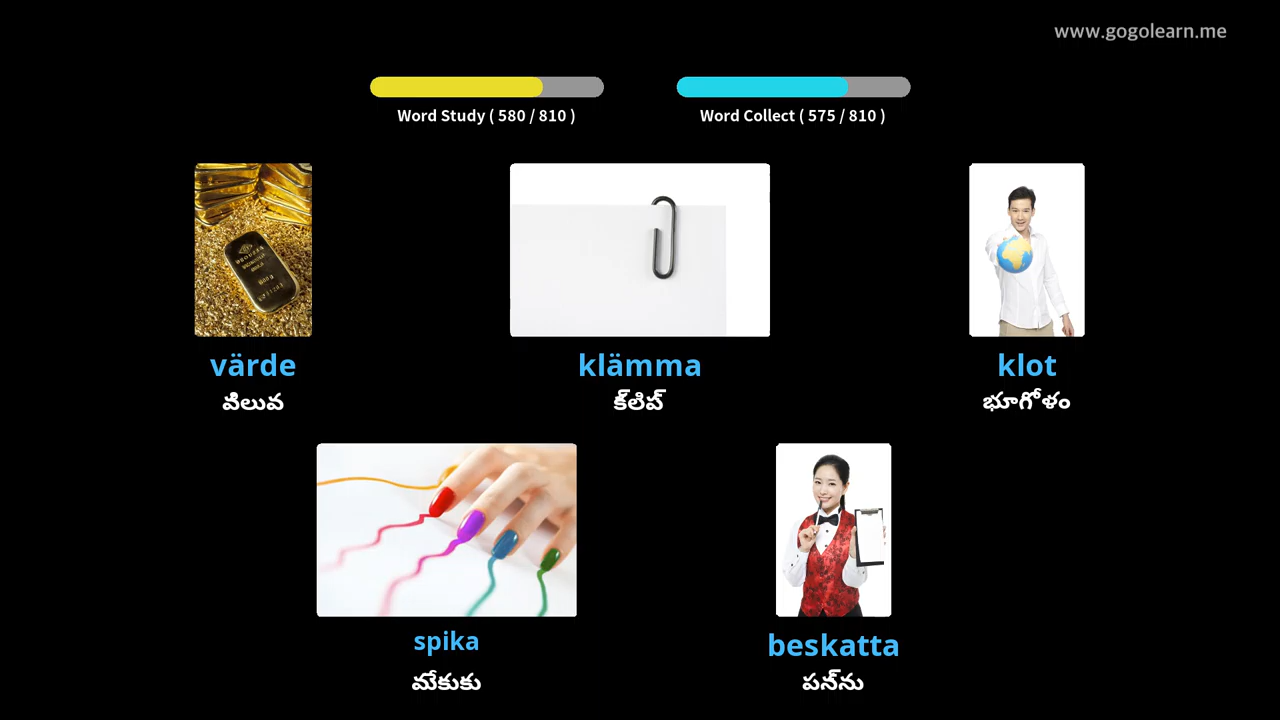 www.gogolearn.me
Word Study ( 580 / 810 )
Word Collect ( 575 / 810 )
värde
klämma
klot
విలువ
క్లిప్
భూగోళం
spika
beskatta
మేకుకు
పన్ను